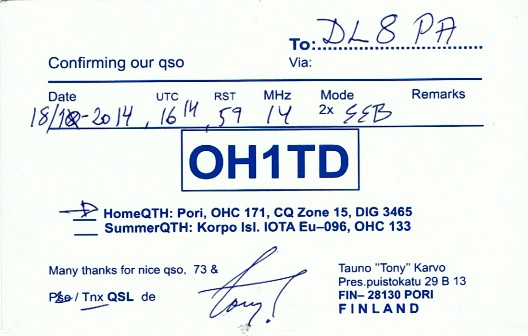 To: DL8PA
Confirming our qso
Via:
Date UTC RST MHz Mode Remarks
18/10-2014, 16 14, 59 14 2x SSB
OH1TD
HomeQTH: Pori, OHC 171, CQ Zone 15, DIG 3465
SummerQTH: Korpo Isl. IOTA Eu–096, OHC 133
Many thanks for nice qso, 73 &
Pse / Tnx QSL de
Tony!
Tauno "Tony" Karvo
Pres.puistokatu 29 B 13
FIN– 28130 PORI
FINLAND